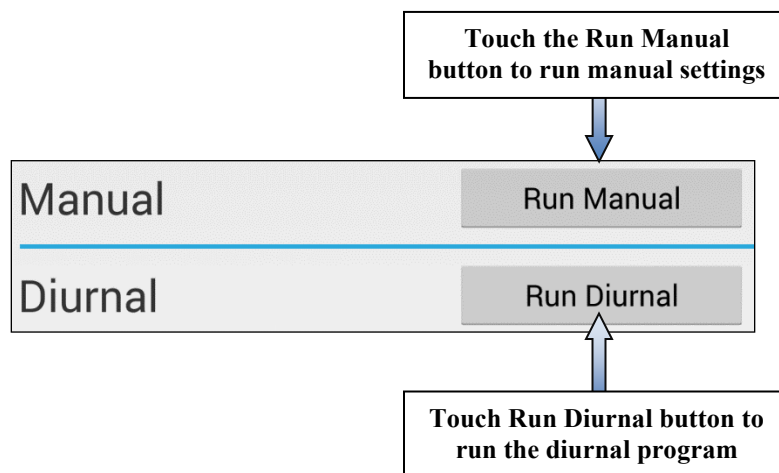 Touch the Run Manual
button to run manual settings
Manual
Run Manual
Diurnal
Run Diurnal
Touch Run Diurnal button to
run the diurnal program